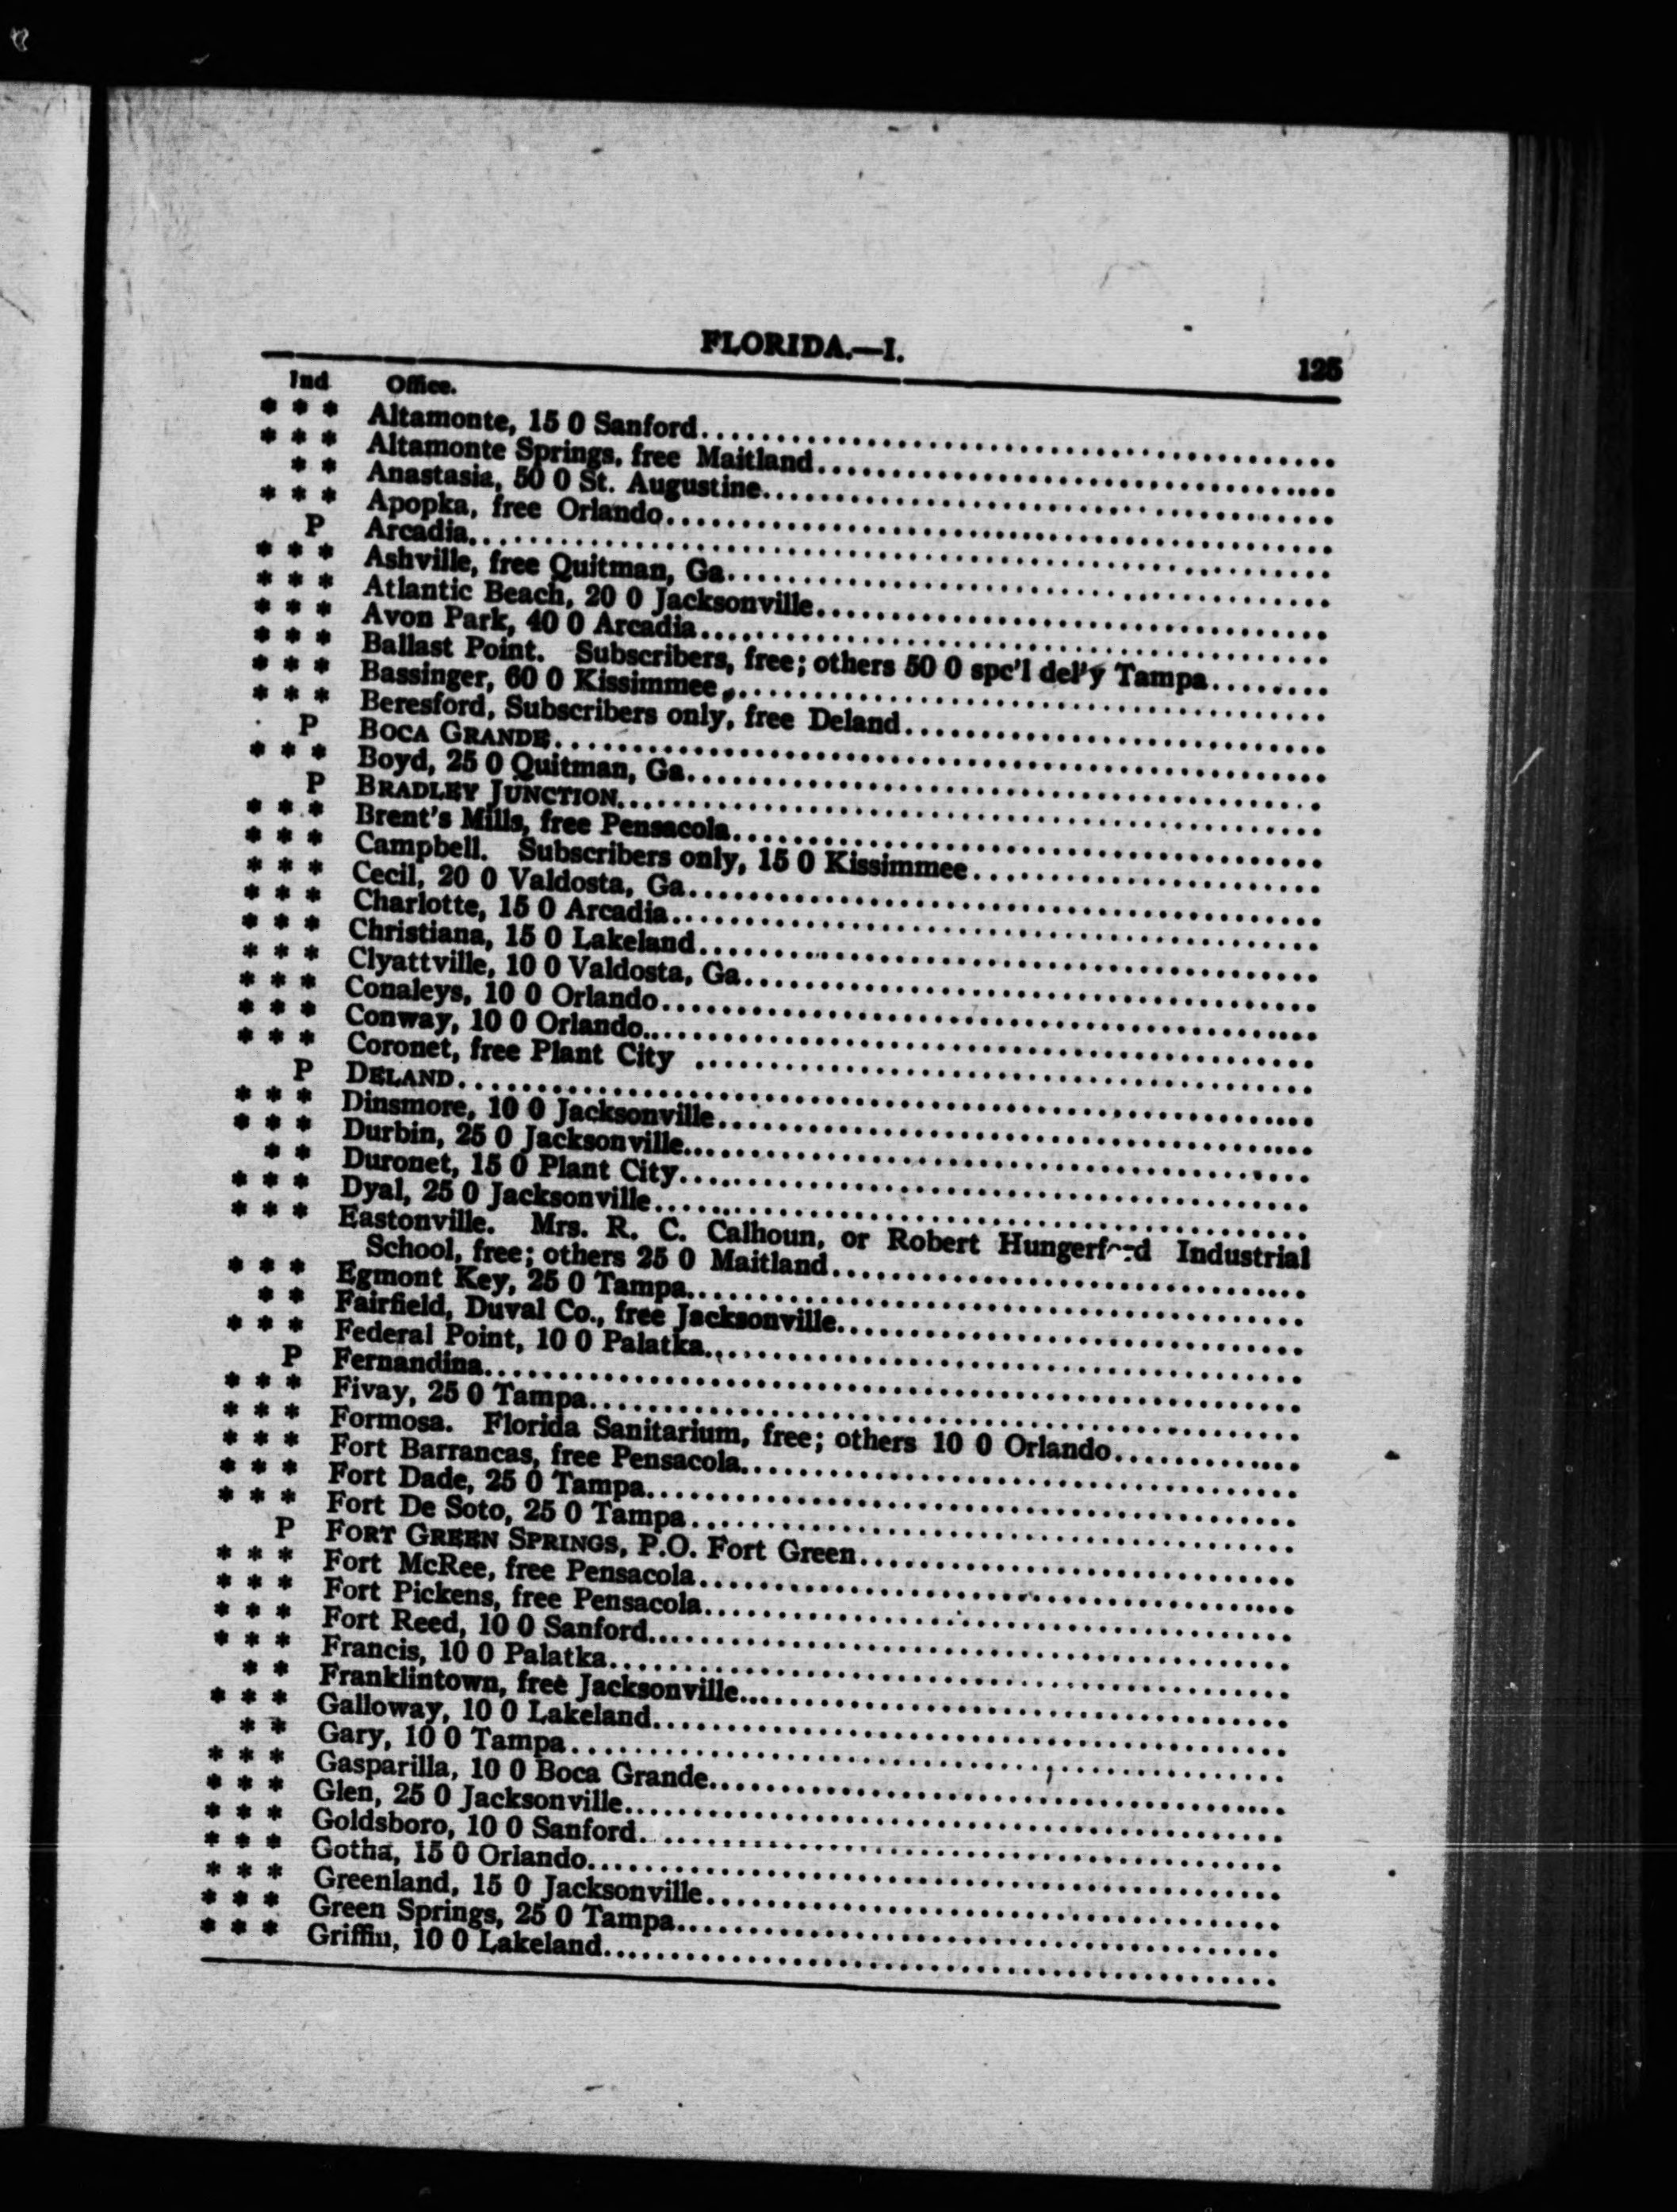 FLORIDA.—I. 125
Ind Office.
* * * Altamonte, 15 0 Sanford
* * * Altamonte Springs, free Maitland
* * Anastasia, 50 0 St. Augustine
* * * Apopka, free Orlando
P Arcadia
* * * Ashville, free Quitman, Ga
* * * Atlantic Beach, 20 0 Jacksonville
* * * Avon Park, 40 0 Arcadia
* * * Ballast Point. Subscribers, free; others 50 0 spc'l del'y Tampa
* * * Bassinger, 60 0 Kissimmee
* * * Beresford, Subscribers only, free Deland
P BOCA GRANDE
* * * Boyd, 25 0 Quitman, Ga
P BRADLEY JUNCTION
* * * Brent's Mills, free Pensacola
* * * Campbell. Subscribers only, 15 0 Kissimmee
* * * Cecil, 20 0 Valdosta, Ga
* * * Charlotte, 15 0 Arcadia
* * * Christiana, 15 0 Lakeland
* * * Clyattville, 10 0 Valdosta, Ga
* * * Conaleys, 10 0 Orlando
* * * Conway, 10 0 Orlando
* * * Coronet, free Plant City
P DELAND
* * * Dinsmore, 10 0 Jacksonville
* * * Durbin, 25 0 Jacksonville
* * Duronet, 15 0 Plant City
* * * Dyal, 25 0 Jacksonville
* * * Eastonville. Mrs. R. C. Calhoun, or Robert Hungerford Industrial
School, free; others 25 0 Maitland
* * * Egmont Key, 25 0 Tampa
* * Fairfield, Duval Co., free Jacksonville
* * * Federal Point, 10 0 Palatka
P Fernandina
* * * Fivay, 25 0 Tampa
* * * Formosa. Florida Sanitarium, free; others 10 0 Orlando
* * * Fort Barrancas, free Pensacola
* * * Fort Dade, 25 0 Tampa
* * * Fort De Soto, 25 0 Tampa
P FORT GREEN SPRINGS, P.O. Fort Green
* * * Fort McRee, free Pensacola
* * * Fort Pickens, free Pensacola
* * * Fort Reed, 10 0 Sanford
* * * Francis, 10 0 Palatka
* * Franklintown, free Jacksonville
* * * Galloway, 10 0 Lakeland
* * Gary, 10 0 Tampa
* * * Gasparilla, 10 0 Boca Grande
* * * Glen, 25 0 Jacksonville
* * * Goldsboro, 10 0 Sanford
* * * Gotha, 15 0 Orlando
* * * Greenland, 15 0 Jacksonville
* * * Green Springs, 25 0 Tampa
* * * Griffin, 10 0 Lakeland